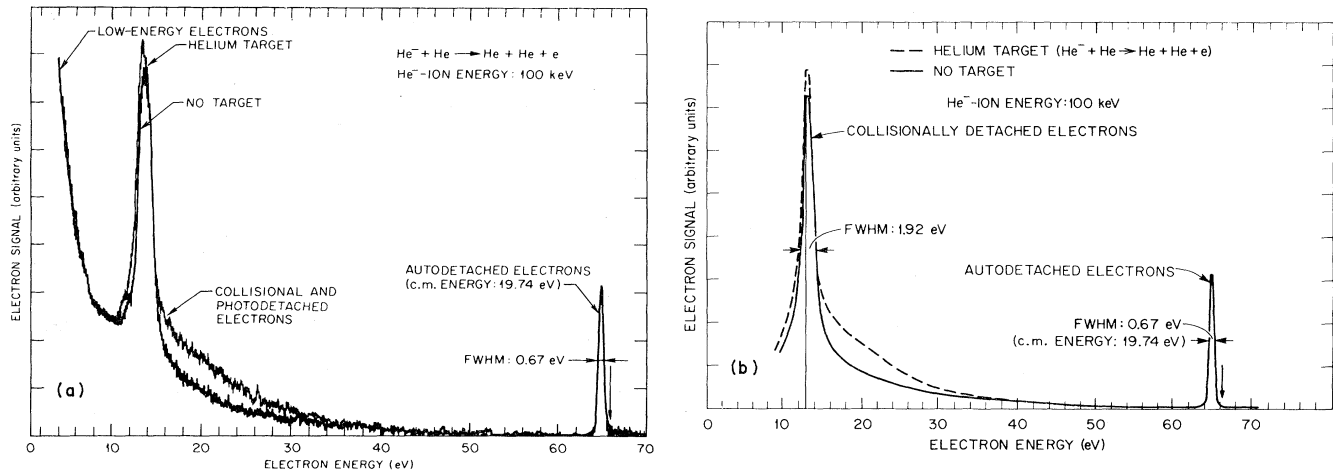 LOW-ENERGY ELECTRONS
HELIUM TARGET
NO TARGET
He⁻ + He → He + He + e
He⁻-ION ENERGY: 100 keV
COLLISIONAL AND
PHOTODETACHED
ELECTRONS
AUTODETACHED ELECTRONS
(c.m. ENERGY: 19.74 eV)
FWHM: 0.67 eV
(a)
ELECTRON SIGNAL (arbitrary units)
0 10 20 30 40 50 60 70
ELECTRON ENERGY (eV)
HELIUM TARGET (He⁻ + He → He + He + e)
NO TARGET
He⁻-ION ENERGY: 100 keV
COLLISIONALLY DETACHED ELECTRONS
FWHM: 1.92 eV
AUTODETACHED ELECTRONS
FWHM: 0.67 eV
(c.m. ENERGY: 19.74 eV)
(b)
ELECTRON SIGNAL (arbitrary units)
0 10 20 30 40 50 60 70
ELECTRON ENERGY (eV)